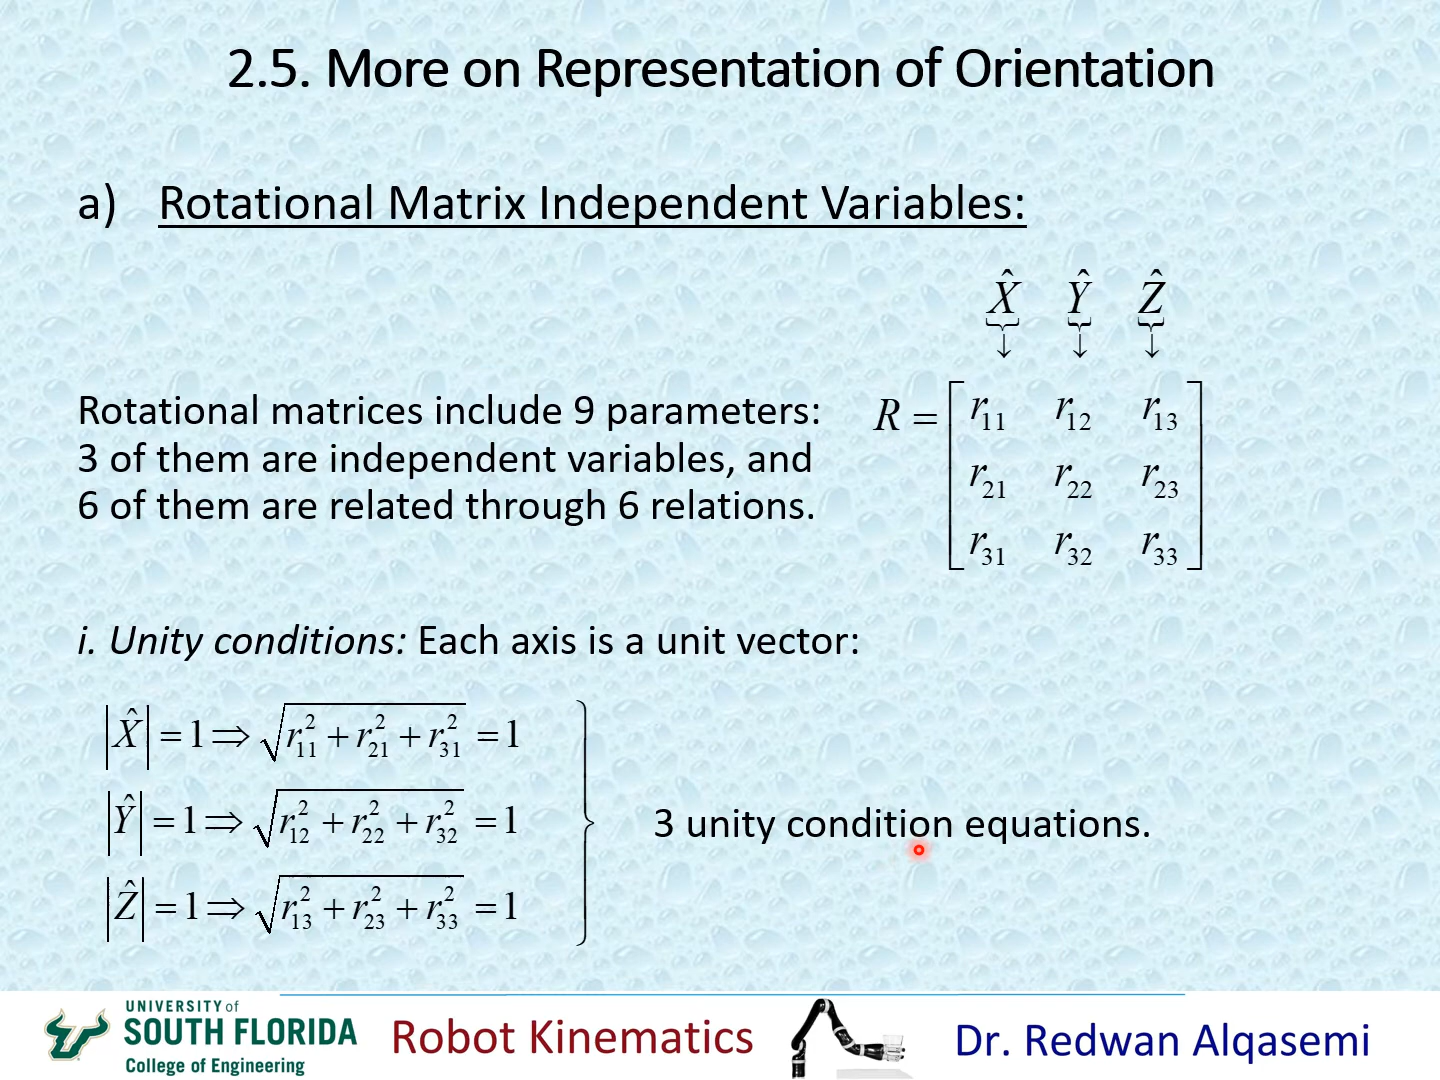 2.5. More on Representation of Orientation
a) Rotational Matrix Independent Variables:
X̂ Ŷ Ẑ
↓ ↓ ↓
Rotational matrices include 9 parameters:
3 of them are independent variables, and
6 of them are related through 6 relations.
R = [ r₁₁ r₁₂ r₁₃
r₂₁ r₂₂ r₂₃
r₃₁ r₃₂ r₃₃ ]
i. Unity conditions: Each axis is a unit vector:
|X̂| = 1 ⇒ √(r₁₁² + r₂₁² + r₃₁²) = 1
|Ŷ| = 1 ⇒ √(r₁₂² + r₂₂² + r₃₂²) = 1
|Ẑ| = 1 ⇒ √(r₁₃² + r₂₃² + r₃₃²) = 1
3 unity condition equations.
UNIVERSITY of
SOUTH FLORIDA
College of Engineering
Robot Kinematics
Dr. Redwan Alqasemi